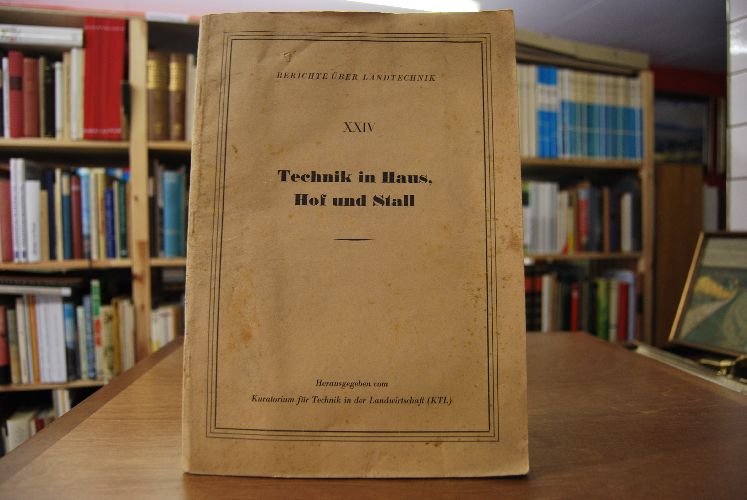 BERICHTE ÜBER LANDTECHNIK
XXIV
Technik in Haus,
Hof und Stall
Herausgegeben vom
Kuratorium für Technik in der Landwirtschaft (KTL)